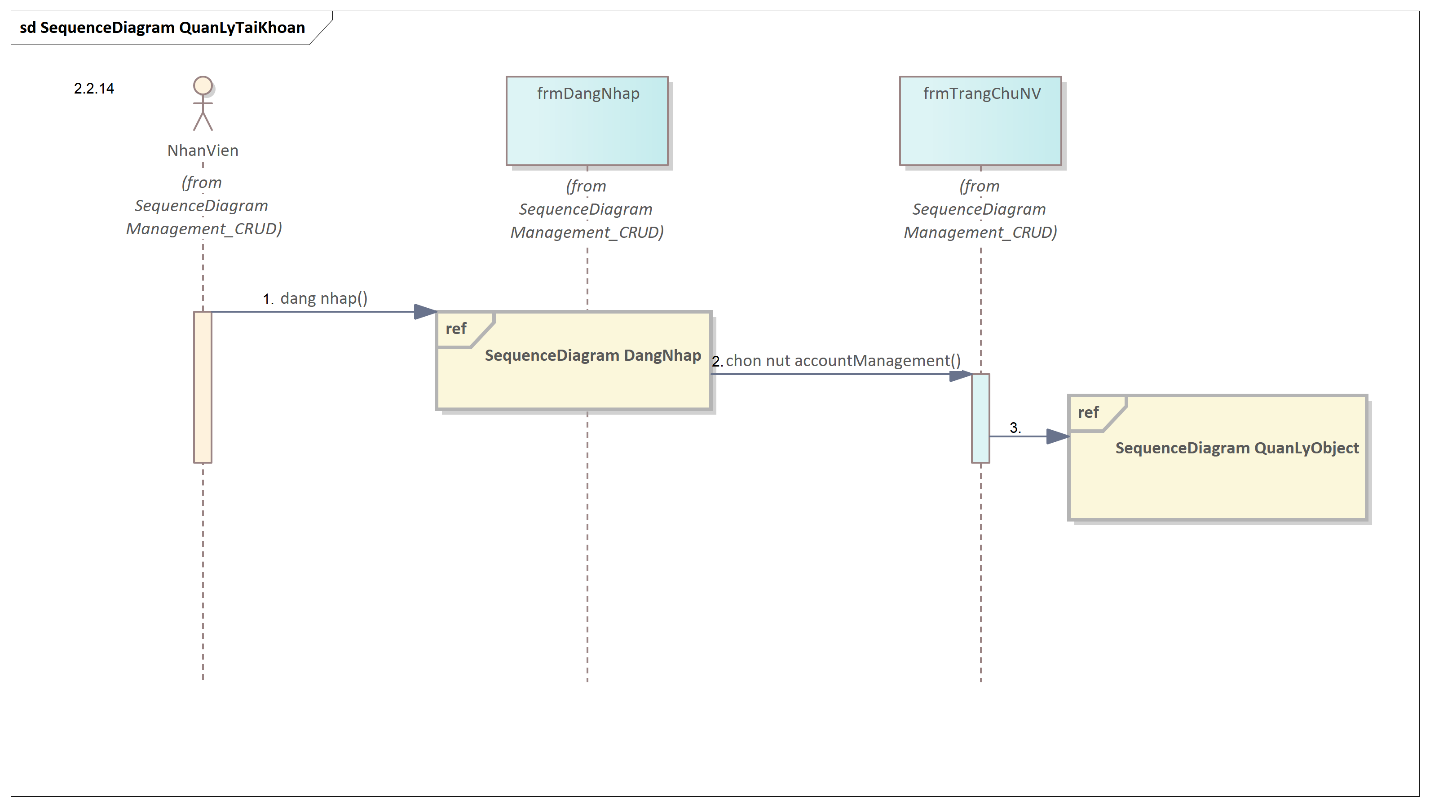 sd SequenceDiagram QuanLyTaiKhoan
2.2.14
NhanVien
(from
SequenceDiagram
Management_CRUD)
frmDangNhap
(from
SequenceDiagram
Management_CRUD)
frmTrangChuNV
(from
SequenceDiagram
Management_CRUD)
1. dang nhap()
ref
SequenceDiagram DangNhap
2. chon nut accountManagement()
3.
ref
SequenceDiagram QuanLyObject